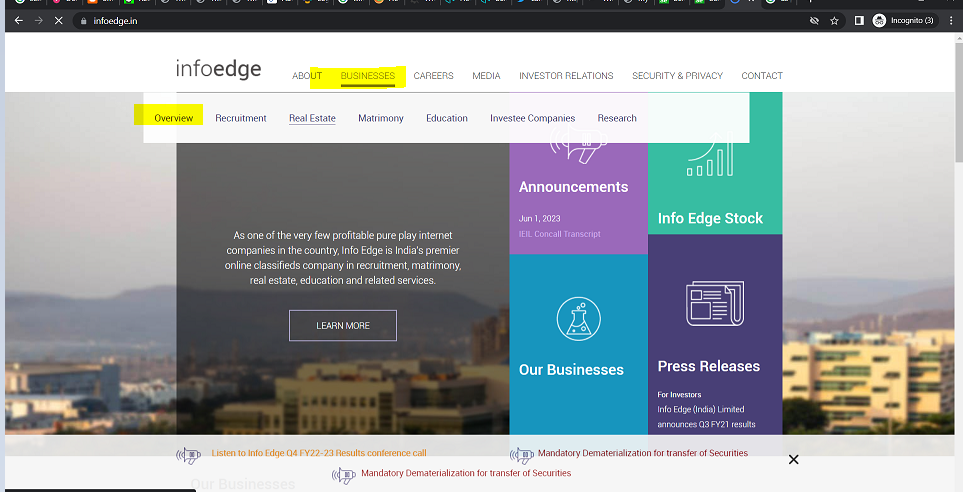 infoedge.in
Incognito (3)
infoedge
ABOUT BUSINESSES CAREERS MEDIA INVESTOR RELATIONS SECURITY & PRIVACY CONTACT
Overview Recruitment Real Estate Matrimony Education Investee Companies Research
As one of the very few profitable pure play internet
companies in the country, Info Edge is India's premier
online classifieds company in recruitment, matrimony,
real estate, education and related services.
LEARN MORE
Announcements
Jun 1, 2023
IEIL Concall Transcript
Info Edge Stock
Our Businesses
Press Releases
For Investors
Info Edge (India) Limited
announces Q3 FY21 results
Listen to Info Edge Q4 FY22-23 Results conference call
Mandatory Dematerialization for transfer of Securities
Mandatory Dematerialization for transfer of Securities
Our Businesses